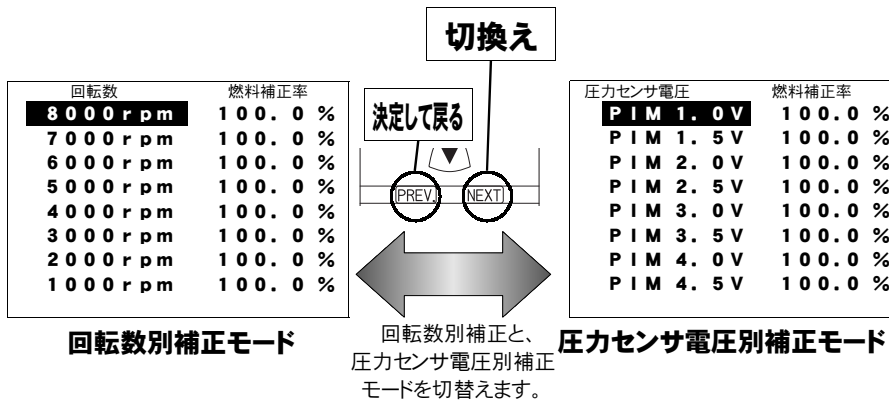 切換え
決定して戻る
PREV.
NEXT
回転数 燃料補正率
8000rpm 100.0%
7000rpm 100.0%
6000rpm 100.0%
5000rpm 100.0%
4000rpm 100.0%
3000rpm 100.0%
2000rpm 100.0%
1000rpm 100.0%
回転数別補正モード
回転数別補正と、
圧力センサ電圧別補正
モードを切替えます。
圧力センサ電圧 燃料補正率
PIM 1.0V 100.0%
PIM 1.5V 100.0%
PIM 2.0V 100.0%
PIM 2.5V 100.0%
PIM 3.0V 100.0%
PIM 3.5V 100.0%
PIM 4.0V 100.0%
PIM 4.5V 100.0%
圧力センサ電圧別補正モード